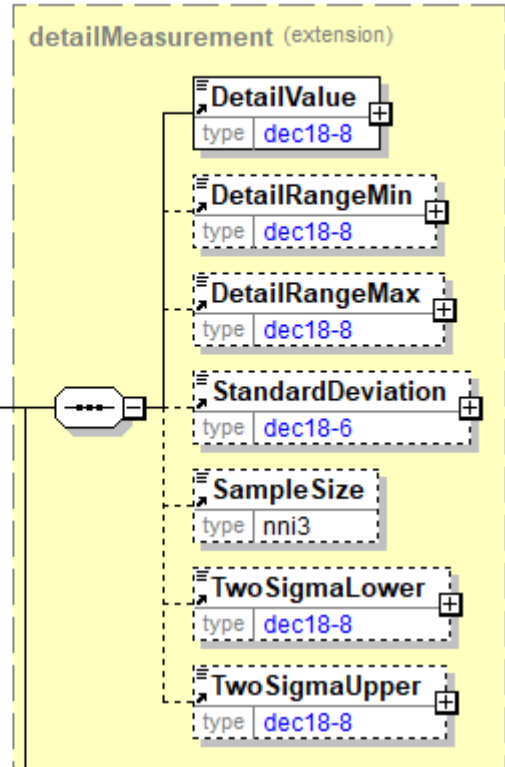 detailMeasurement (extension)
DetailValue
type dec18-8
DetailRangeMin
type dec18-8
DetailRangeMax
type dec18-8
StandardDeviation
type dec18-6
SampleSize
type nni3
TwoSigmaLower
type dec18-8
TwoSigmaUpper
type dec18-8